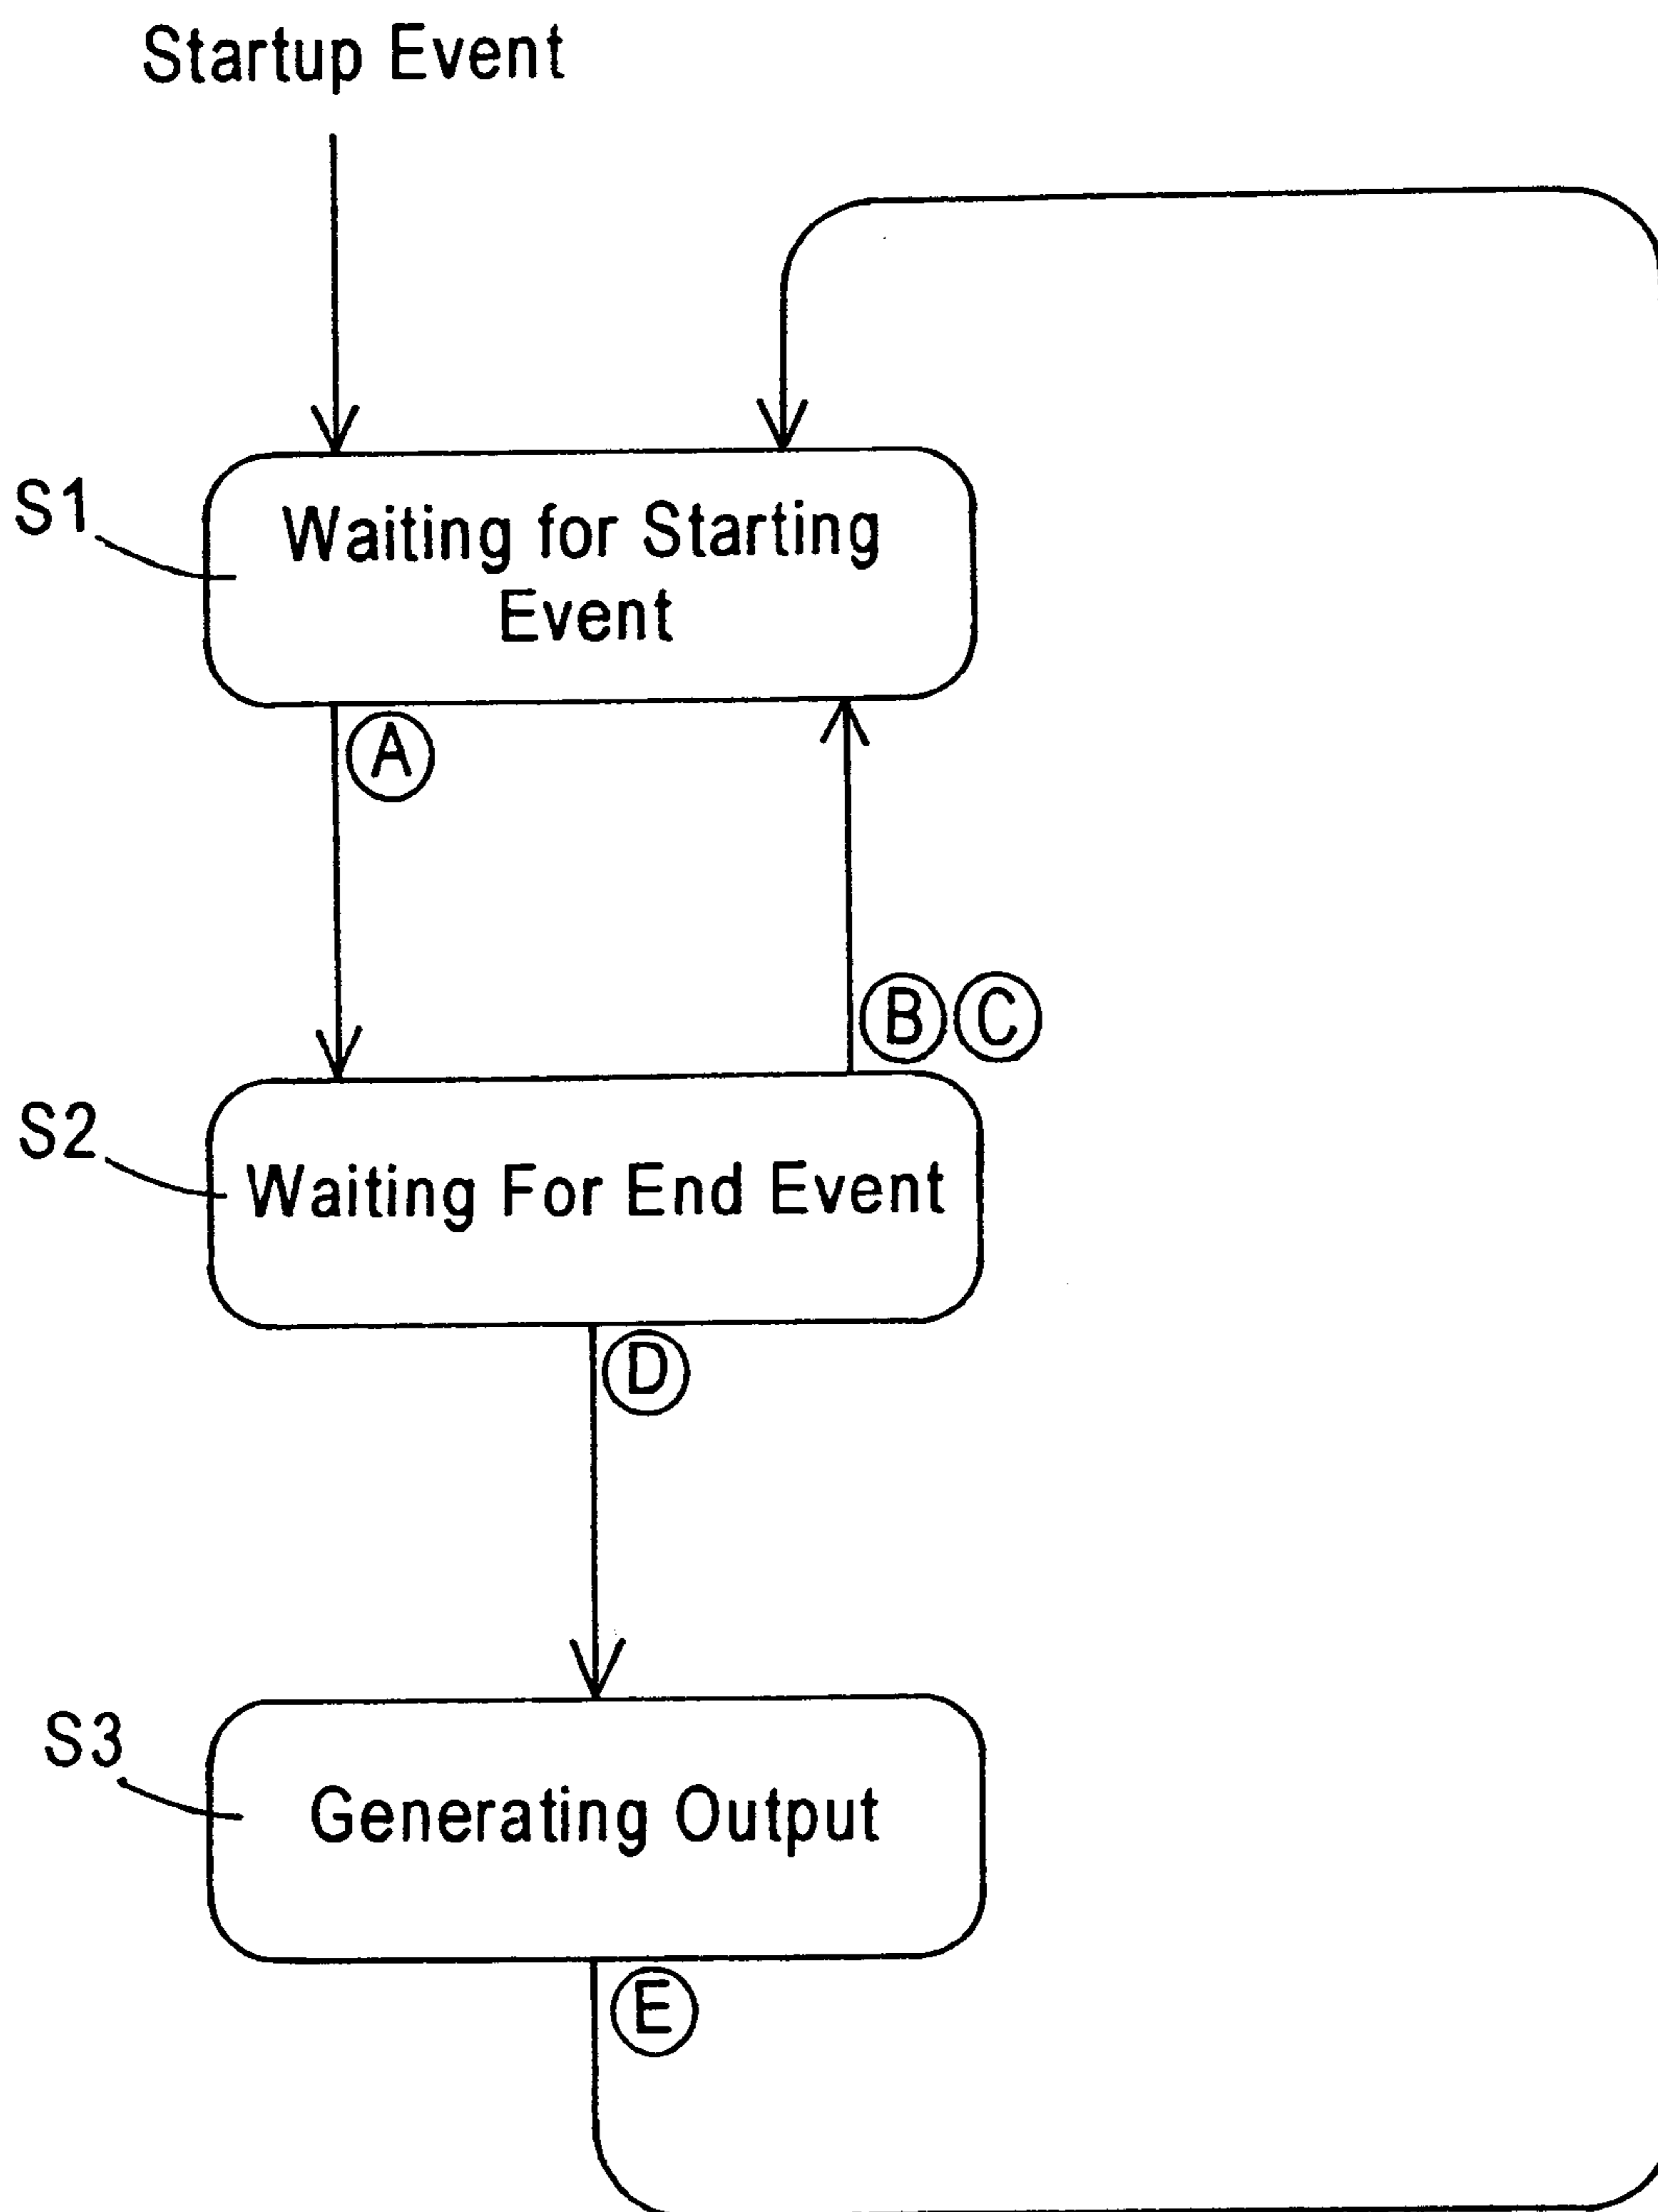 Startup Event
S1
Waiting for Starting
Event
A
B C
S2
Waiting For End Event
D
S3
Generating Output
E